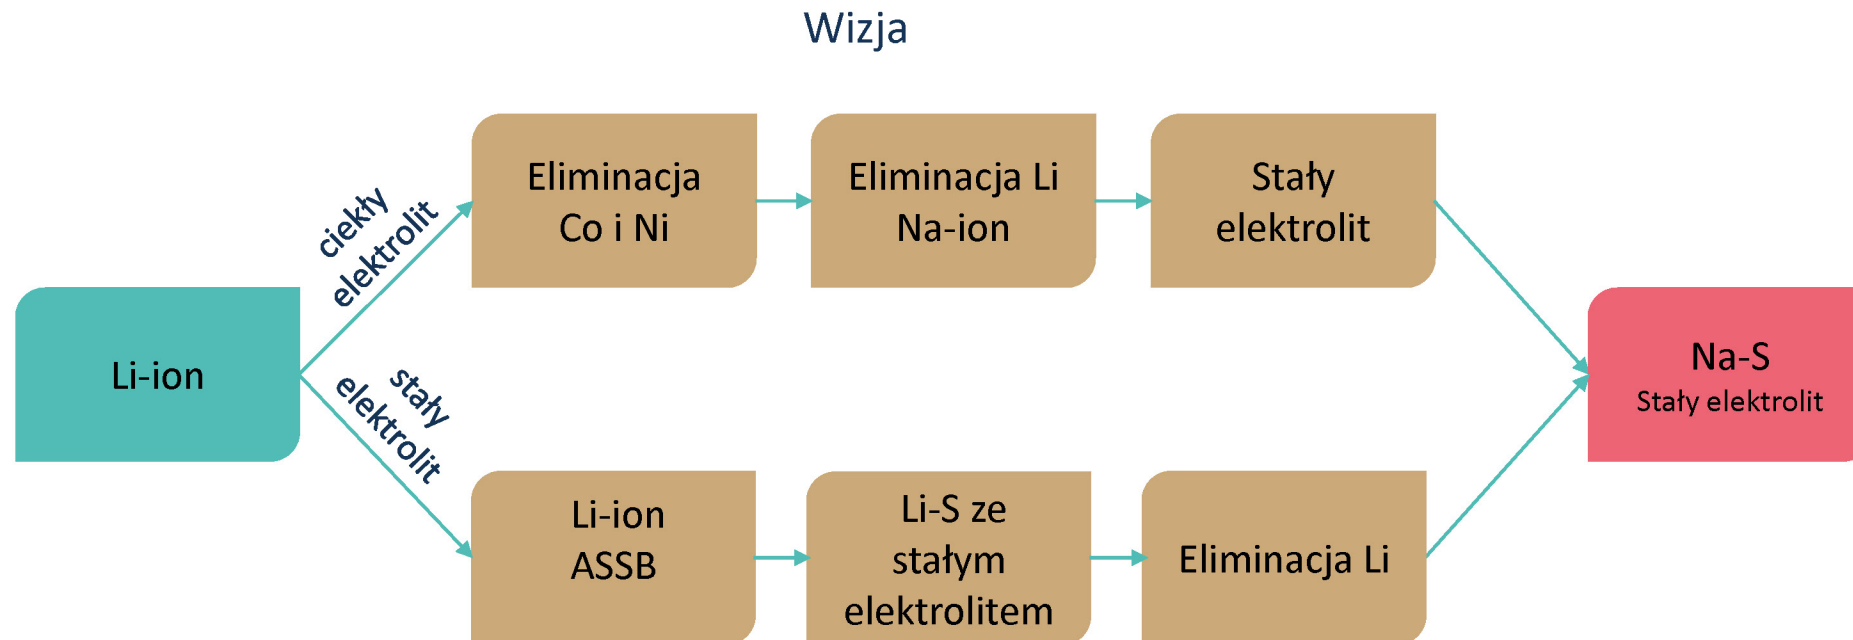 Wizja
Li-ion
ciekły
elektrolit
Eliminacja
Co i Ni
Eliminacja Li
Na-ion
Stały
elektrolit
stały
elektrolit
Li-ion
ASSB
Li-S ze
stałym
elektrolitem
Eliminacja Li
Na-S
Stały elektrolit